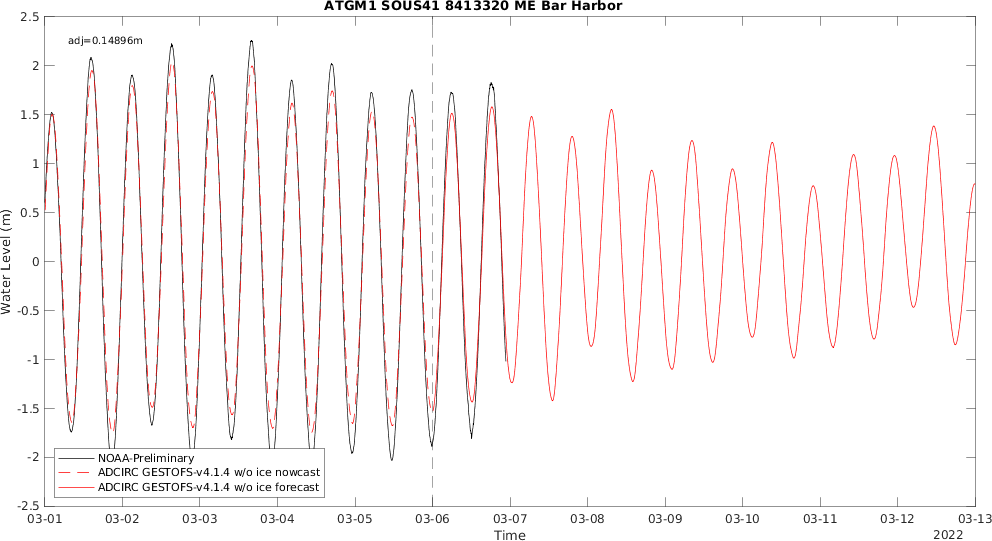 ATGM1 SOUS41 8413320 ME Bar Harbor
adj=0.14896m
2.5
2
1.5
1
0.5
0
-0.5
-1
-1.5
-2
-2.5
Water Level (m)
NOAA-Preliminary
ADCIRC GESTOFS-v4.1.4 w/o ice nowcast
ADCIRC GESTOFS-v4.1.4 w/o ice forecast
03-01 03-02 03-03 03-04 03-05 03-06 03-07 03-08 03-09 03-10 03-11 03-12 03-13
Time
2022